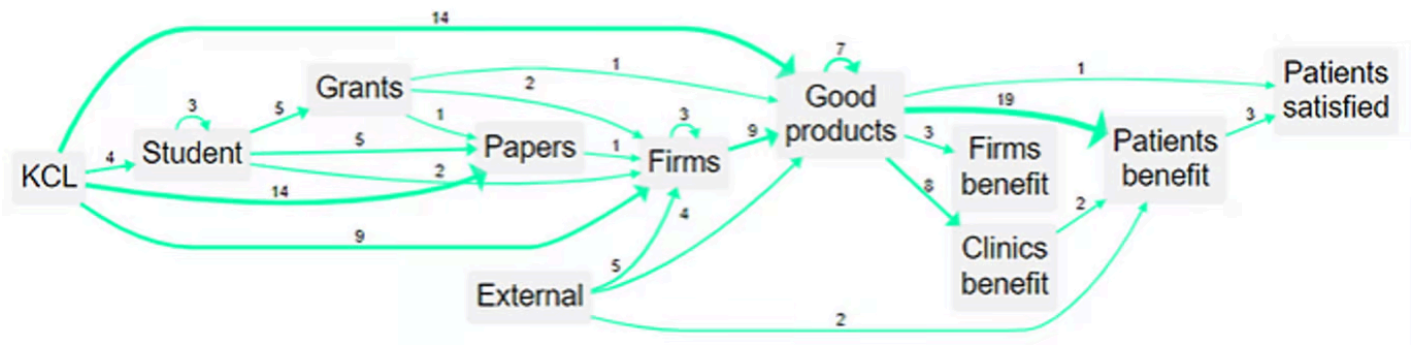 14
KCL
4
3
Student
5
Grants
1
2
1
5
Papers
1
2
14
9
3
Firms
9
External
5
4
2
7
Good
products
1
19
3
Firms
benefit
8
Clinics
benefit
2
Patients
benefit
3
Patients
satisfied